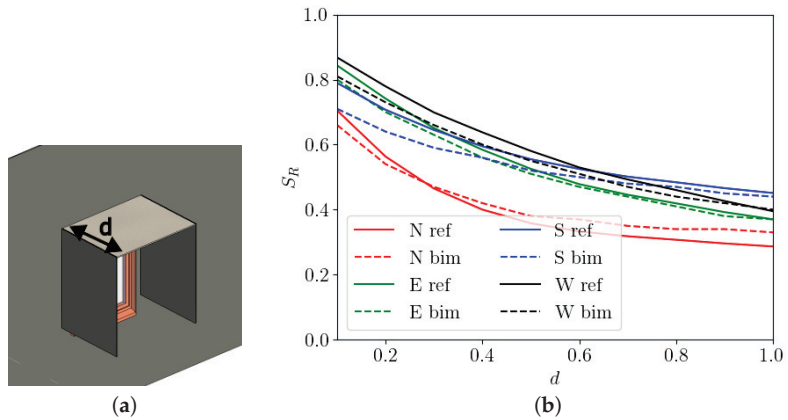 d
(a)
1.0
0.8
0.6
0.4
0.2
0.0
S_R
N ref
N bim
E ref
E bim
S ref
S bim
W ref
W bim
0.2 0.4 0.6 0.8 1.0
d
(b)